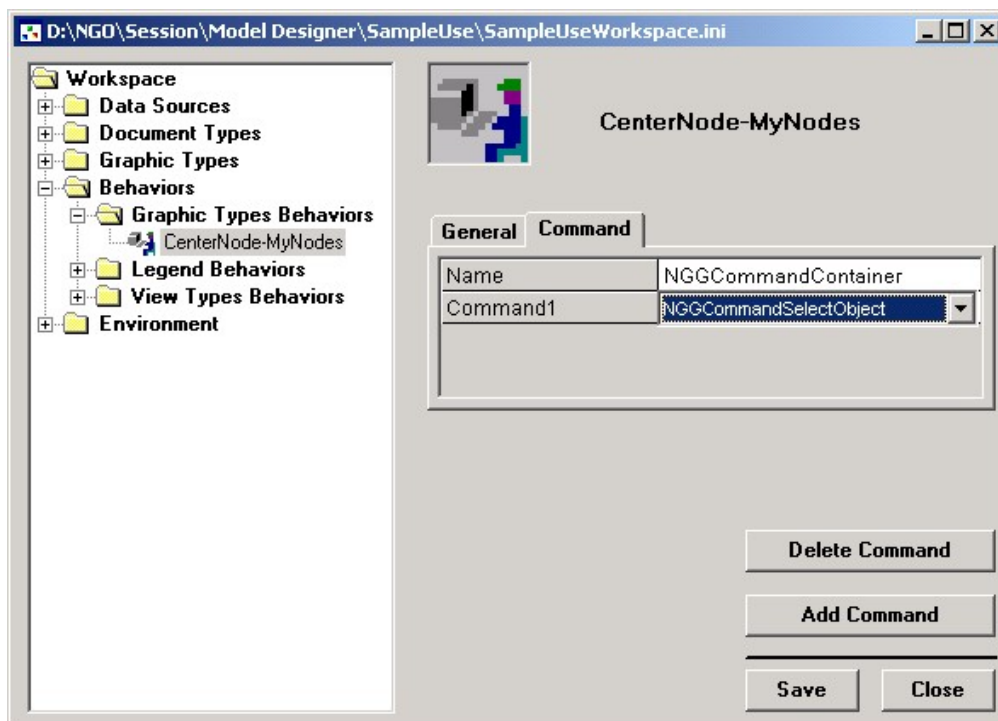 D:\NGO\Session\Model Designer\SampleUse\SampleUseWorkspace.ini
Workspace
Data Sources
Document Types
Graphic Types
Behaviors
Graphic Types Behaviors
CenterNode-MyNodes
Legend Behaviors
View Types Behaviors
Environment
CenterNode-MyNodes
General Command
Name NGGCommandContainer
Command1 NGGCommandSelectObject
Delete Command
Add Command
Save Close